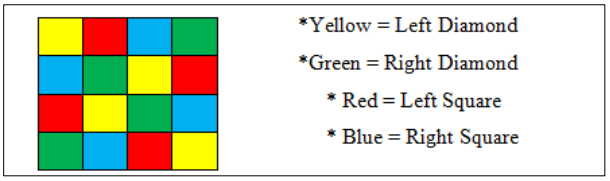 *Yellow = Left Diamond
*Green = Right Diamond
* Red = Left Square
* Blue = Right Square